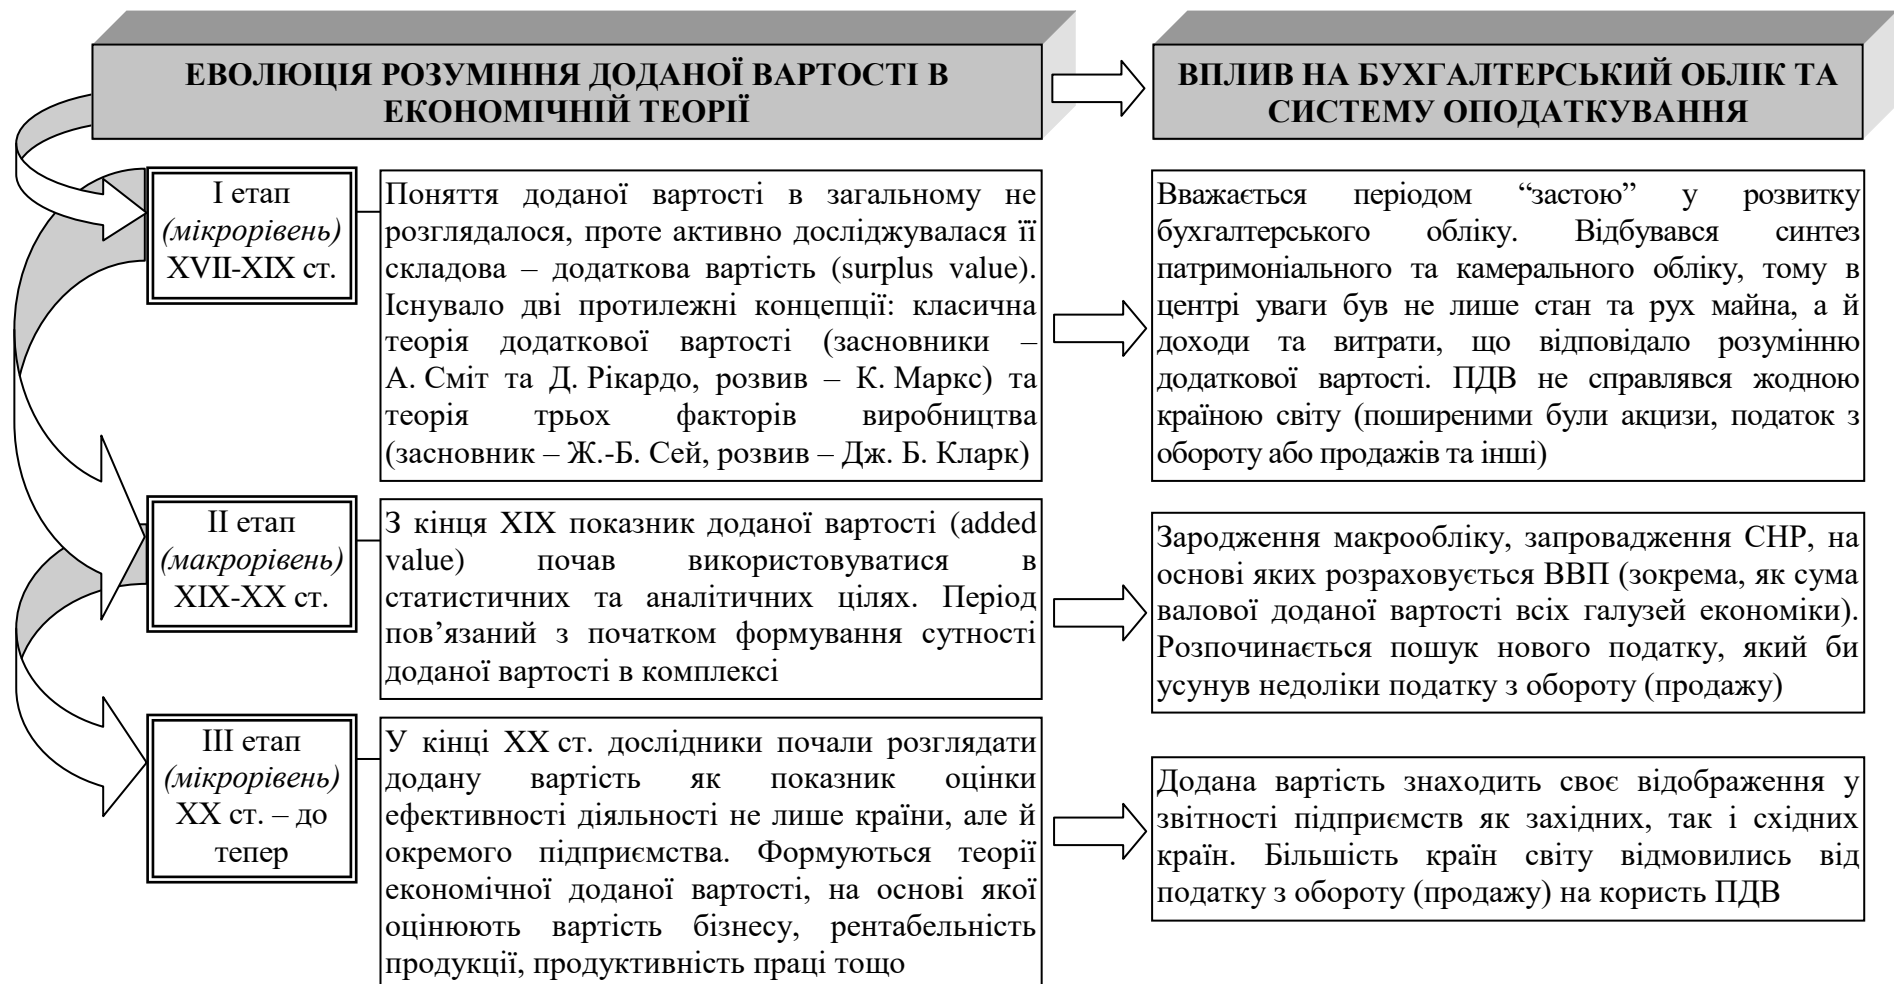 ЕВОЛЮЦІЯ РОЗУМІННЯ ДОДАНОЇ ВАРТОСТІ В
ЕКОНОМІЧНІЙ ТЕОРІЇ
ВПЛИВ НА БУХГАЛТЕРСЬКИЙ ОБЛІК ТА
СИСТЕМУ ОПОДАТКУВАННЯ
І етап
(мікрорівень)
XVII-XIX ст.
Поняття доданої вартості в загальному не
розглядалося, проте активно досліджувалася її
складова – додаткова вартість (surplus value).
Існувало дві протилежні концепції: класична
теорія додаткової вартості (засновники –
А. Сміт та Д. Рікардо, розвив – К. Маркс) та
теорія трьох факторів виробництва
(засновник – Ж.-Б. Сей, розвив – Дж. Б. Кларк)
Вважається періодом “застою” у розвитку
бухгалтерського обліку. Відбувався синтез
патримоніального та камерального обліку, тому в
центрі уваги був не лише стан та рух майна, а й
доходи та витрати, що відповідало розумінню
додаткової вартості. ПДВ не справлявся жодною
країною світу (поширеними були акцизи, податок з
обороту або продажів та інші)
ІІ етап
(макрорівень)
XIX-XX ст.
З кінця XIX показник доданої вартості (added
value) почав використовуватися в
статистичних та аналітичних цілях. Період
пов’язаний з початком формування сутності
доданої вартості в комплексі
Зародження макрообліку, запровадження СНР, на
основі яких розраховується ВВП (зокрема, як сума
валової доданої вартості всіх галузей економіки).
Розпочинається пошук нового податку, який би
усунув недоліки податку з обороту (продажу)
ІІІ етап
(мікрорівень)
XX ст. – до
тепер
У кінці XX ст. дослідники почали розглядати
додану вартість як показник оцінки
ефективності діяльності не лише країни, але й
окремого підприємства. Формуються теорії
економічної доданої вартості, на основі якої
оцінюють вартість бізнесу, рентабельність
продукції, продуктивність праці тощо
Додана вартість знаходить своє відображення у
звітності підприємств як західних, так і східних
країн. Більшість країн світу відмовились від
податку з обороту (продажу) на користь ПДВ